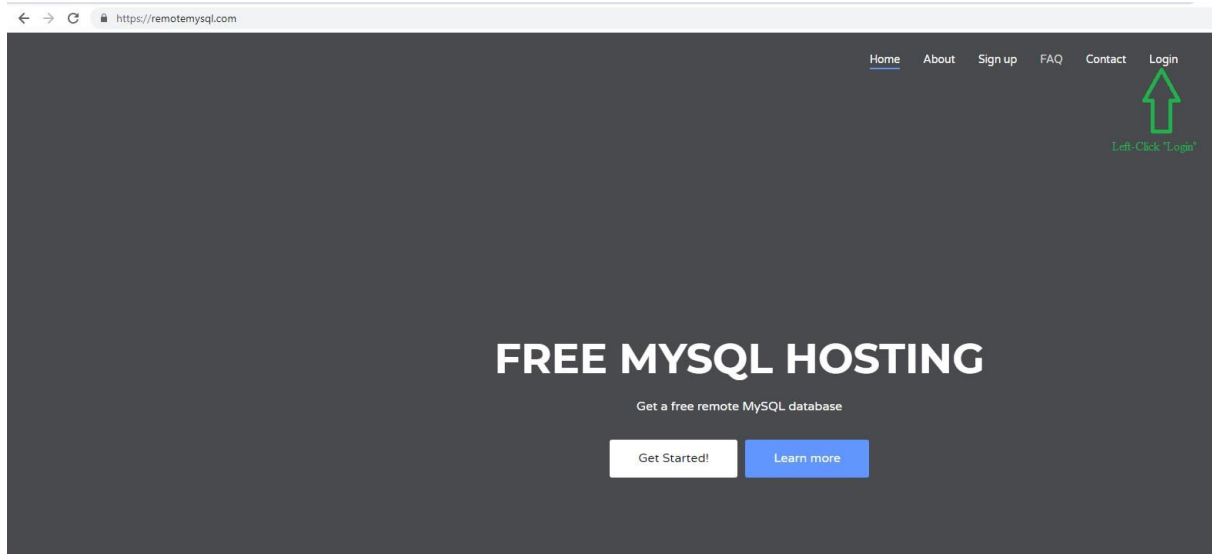 https://remotemysql.com
Home About Sign up FAQ Contact Login
Left-Click "Login"
FREE MYSQL HOSTING
Get a free remote MySQL database
Get Started! Learn more